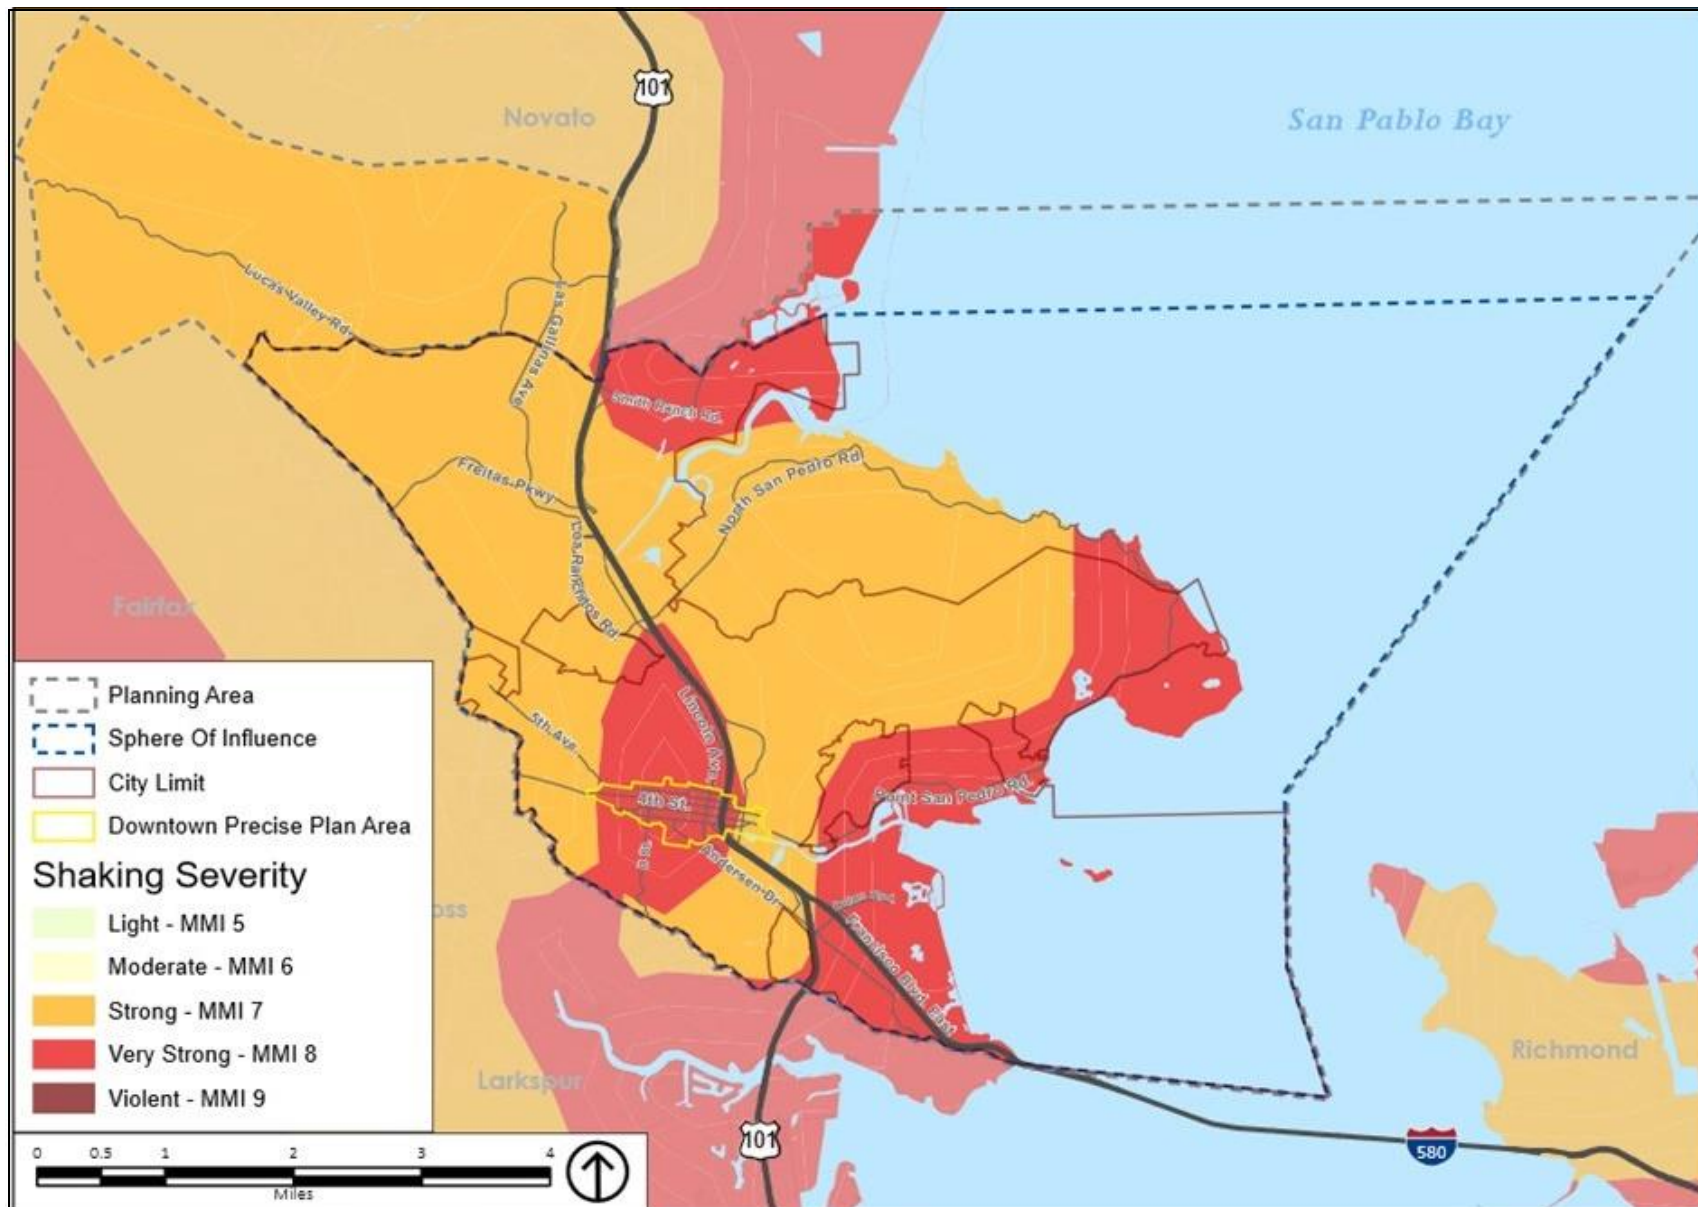 101
Novato
San Pablo Bay
Lucas Valley Rd.
Las Gallinas Ave
Smith Ranch Rd.
Freitas Pkwy
North San Pedro Rd
Los Ranchitos Rd.
Fairfax
Lincoln Ave.
5th Ave.
4th St.
Point San Pedro Rd.
B St.
Andersen Dr.
oss
Francisco Blvd. East
Larkspur
Richmond
101
580
Planning Area
Sphere Of Influence
City Limit
Downtown Precise Plan Area
Shaking Severity
Light - MMI 5
Moderate - MMI 6
Strong - MMI 7
Very Strong - MMI 8
Violent - MMI 9
0 0.5 1 2 3 4
Miles